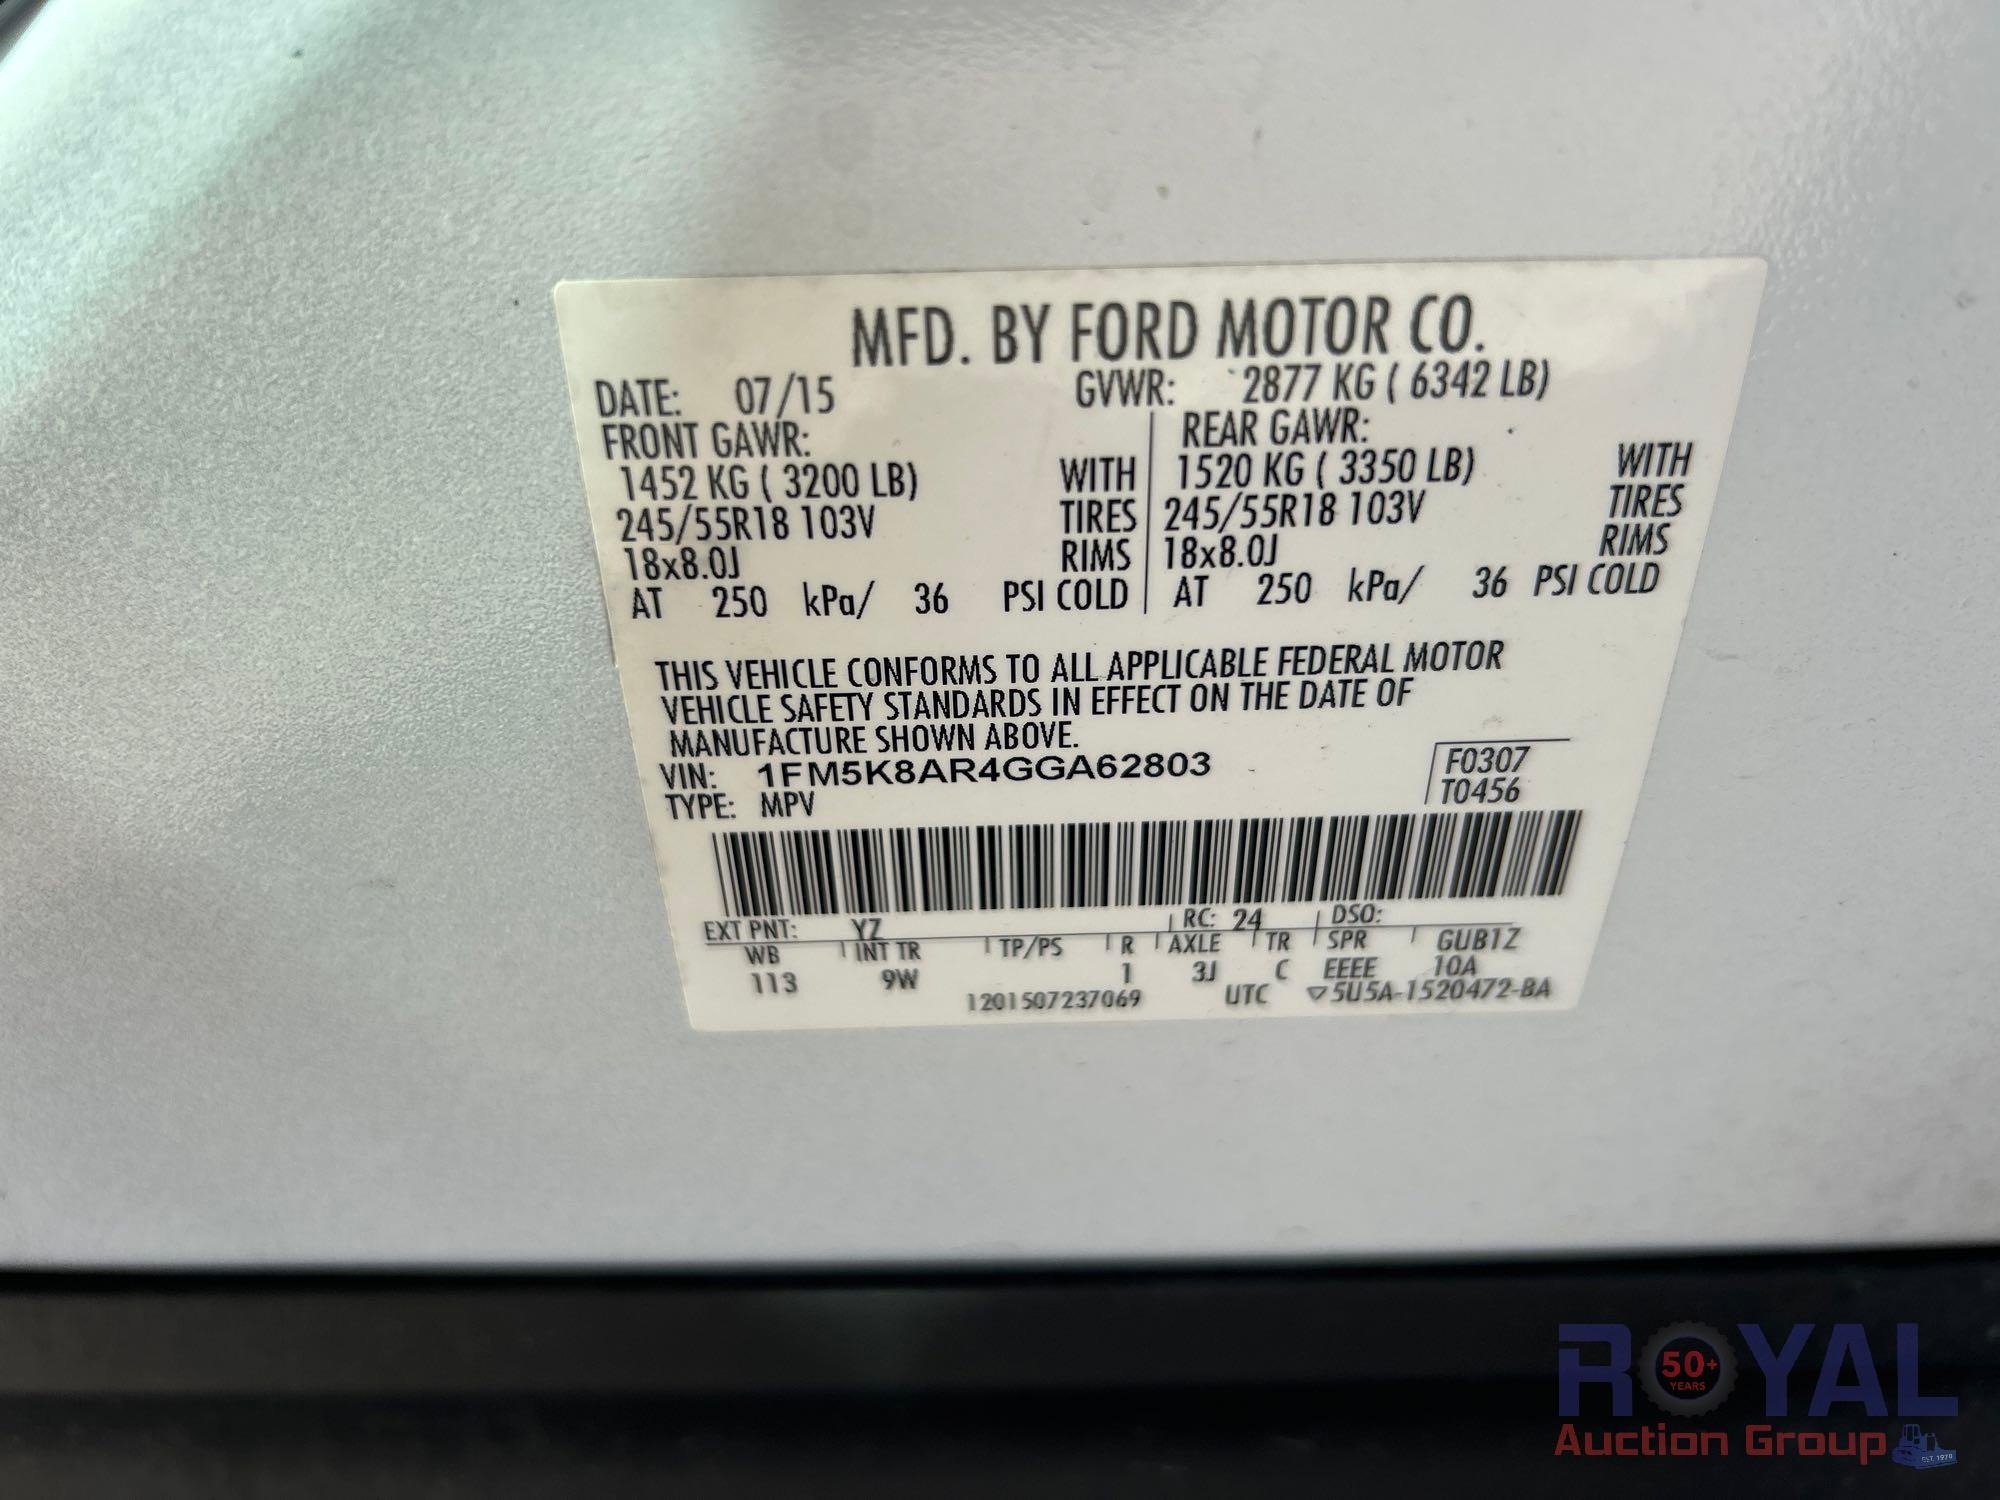 MFD. BY FORD MOTOR CO.
DATE: 07/15 GVWR: 2877 KG ( 6342 LB)
FRONT GAWR: REAR GAWR:
1452 KG ( 3200 LB) WITH 1520 KG ( 3350 LB) WITH
245/55R18 103V TIRES 245/55R18 103V TIRES
18x8.0J RIMS 18x8.0J RIMS
AT 250 kPa/ 36 PSI COLD AT 250 kPa/ 36 PSI COLD
THIS VEHICLE CONFORMS TO ALL APPLICABLE FEDERAL MOTOR
VEHICLE SAFETY STANDARDS IN EFFECT ON THE DATE OF
MANUFACTURE SHOWN ABOVE.
VIN: 1FM5K8AR4GGA62803 F0307
TYPE: MPV T0456
EXT PNT: YZ RC: 24 DSO:
WB INT TR TP/PS R AXLE TR SPR GUB1Z
113 9W 1 3J C EEEE 10A
1201507237069 UTC ▽5U5A-1520472-BA
ROYAL
50+
YEARS
Auction Group
EST. 1970